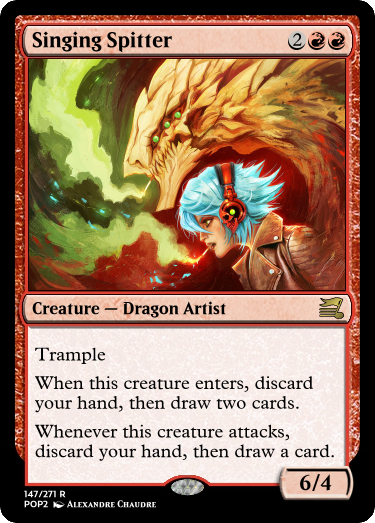 Singing Spitter 2
Creature — Dragon Artist
Trample
When this creature enters, discard
your hand, then draw two cards.
Whenever this creature attacks,
discard your hand, then draw a card.
6/4
147/271 R
POP2 Alexandre Chaudre